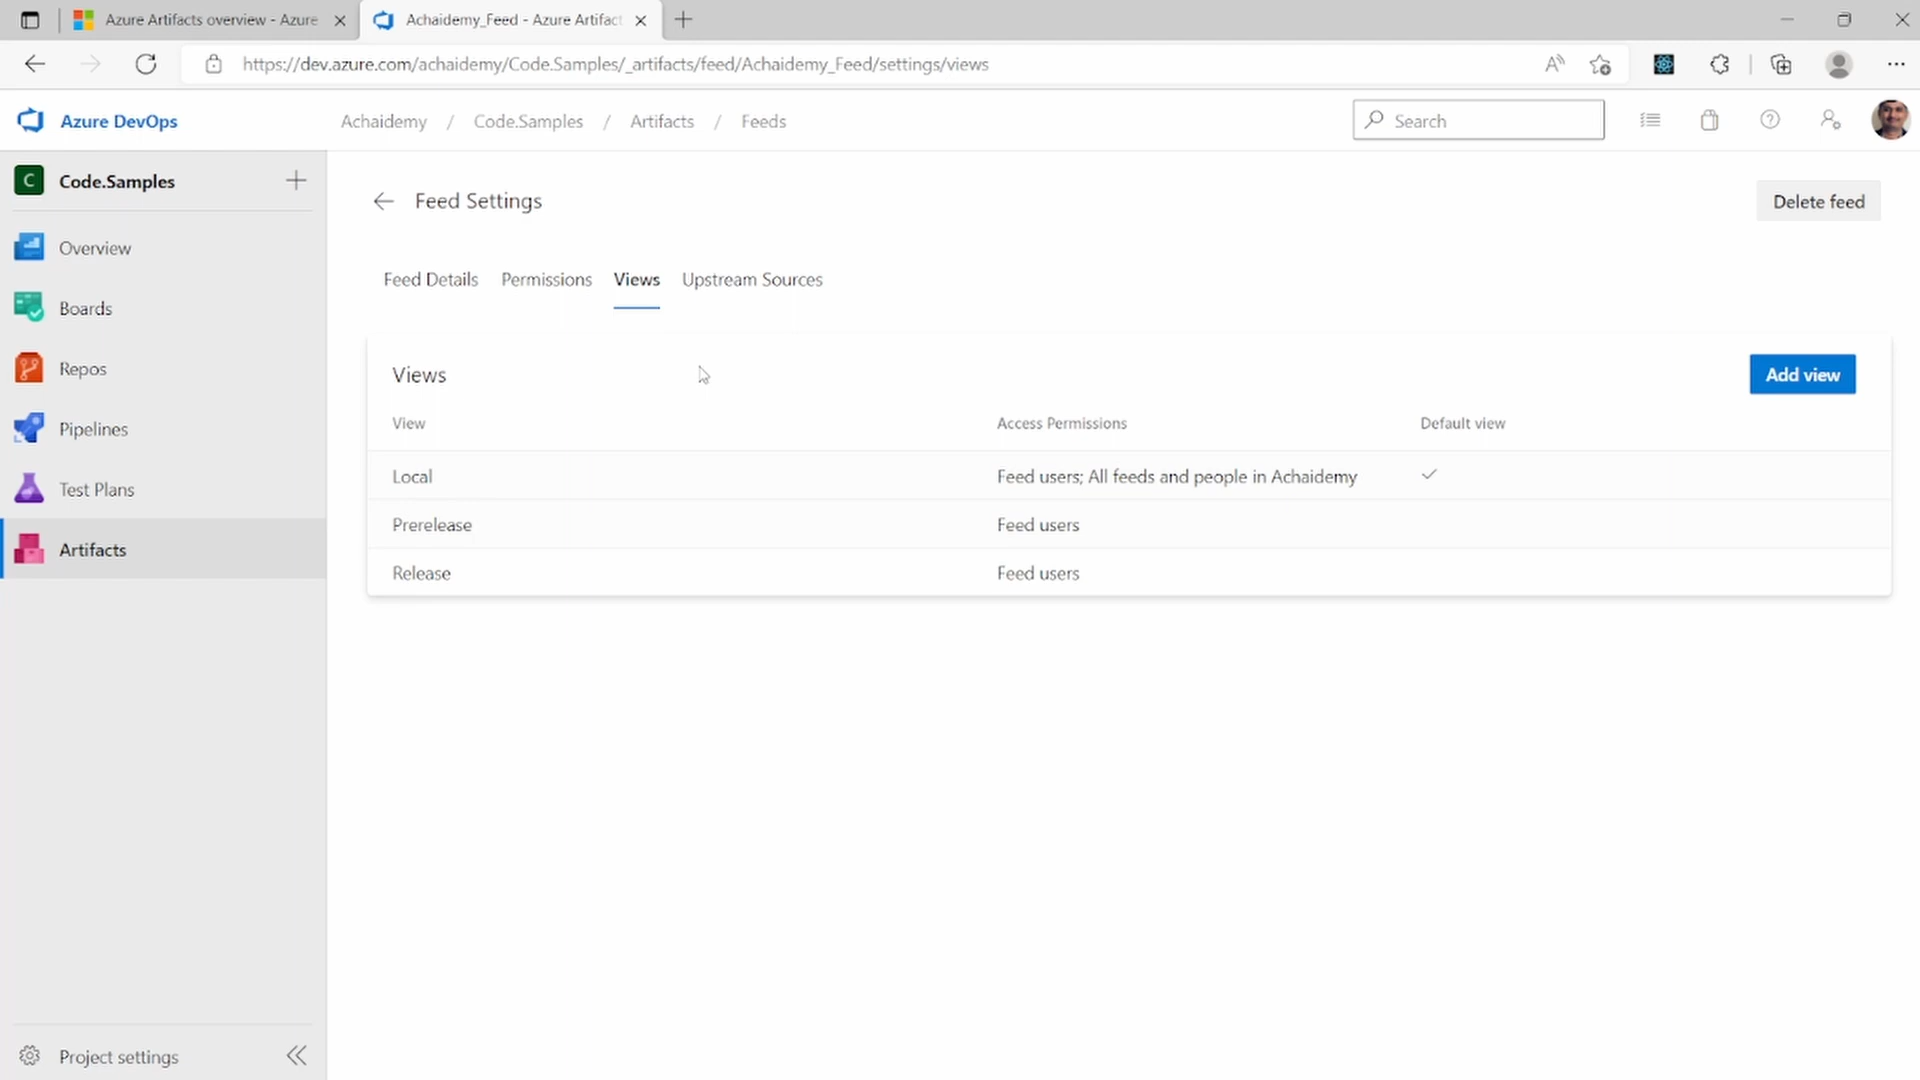 Azure Artifacts overview - Azure
Achaidemy_Feed - Azure Artifact
https://dev.azure.com/achaidemy/Code.Samples/_artifacts/feed/Achaidemy_Feed/settings/views
Azure DevOps
Achaidemy / Code.Samples / Artifacts / Feeds
Search
C Code.Samples
Overview
Boards
Repos
Pipelines
Test Plans
Artifacts
Project settings
Feed Settings
Delete feed
Feed Details Permissions Views Upstream Sources
Views
Add view
View Access Permissions Default view
Local Feed users; All feeds and people in Achaidemy
Prerelease Feed users
Release Feed users